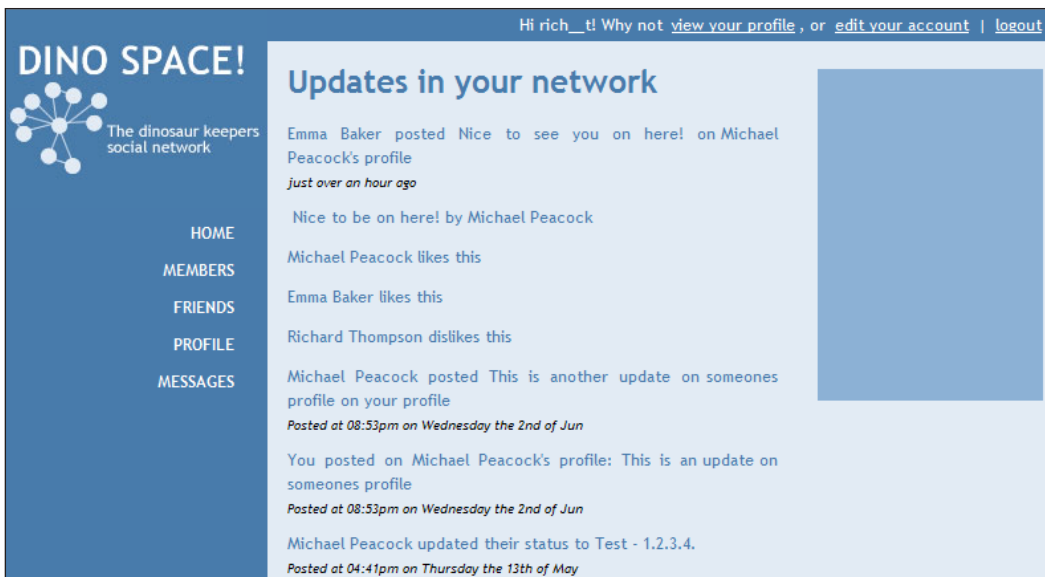 Hi rich__t! Why not view your profile , or edit your account | logout
DINO SPACE!
The dinosaur keepers
social network
HOME
MEMBERS
FRIENDS
PROFILE
MESSAGES
Updates in your network
Emma Baker posted Nice to see you on here! on Michael
Peacock's profile
just over an hour ago
Nice to be on here! by Michael Peacock
Michael Peacock likes this
Emma Baker likes this
Richard Thompson dislikes this
Michael Peacock posted This is another update on someones
profile on your profile
Posted at 08:53pm on Wednesday the 2nd of Jun
You posted on Michael Peacock's profile: This is an update on
someones profile
Posted at 08:53pm on Wednesday the 2nd of Jun
Michael Peacock updated their status to Test - 1.2.3.4.
Posted at 04:41pm on Thursday the 13th of May